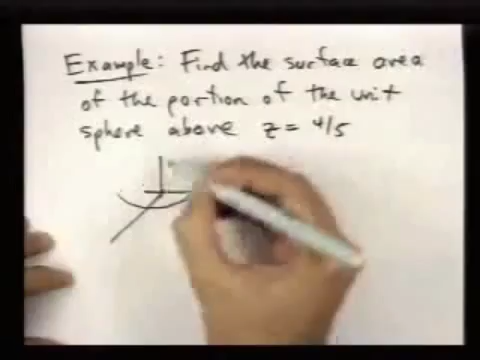 Example: Find the surface area
of the portion of the unit
sphere above z = 4/5